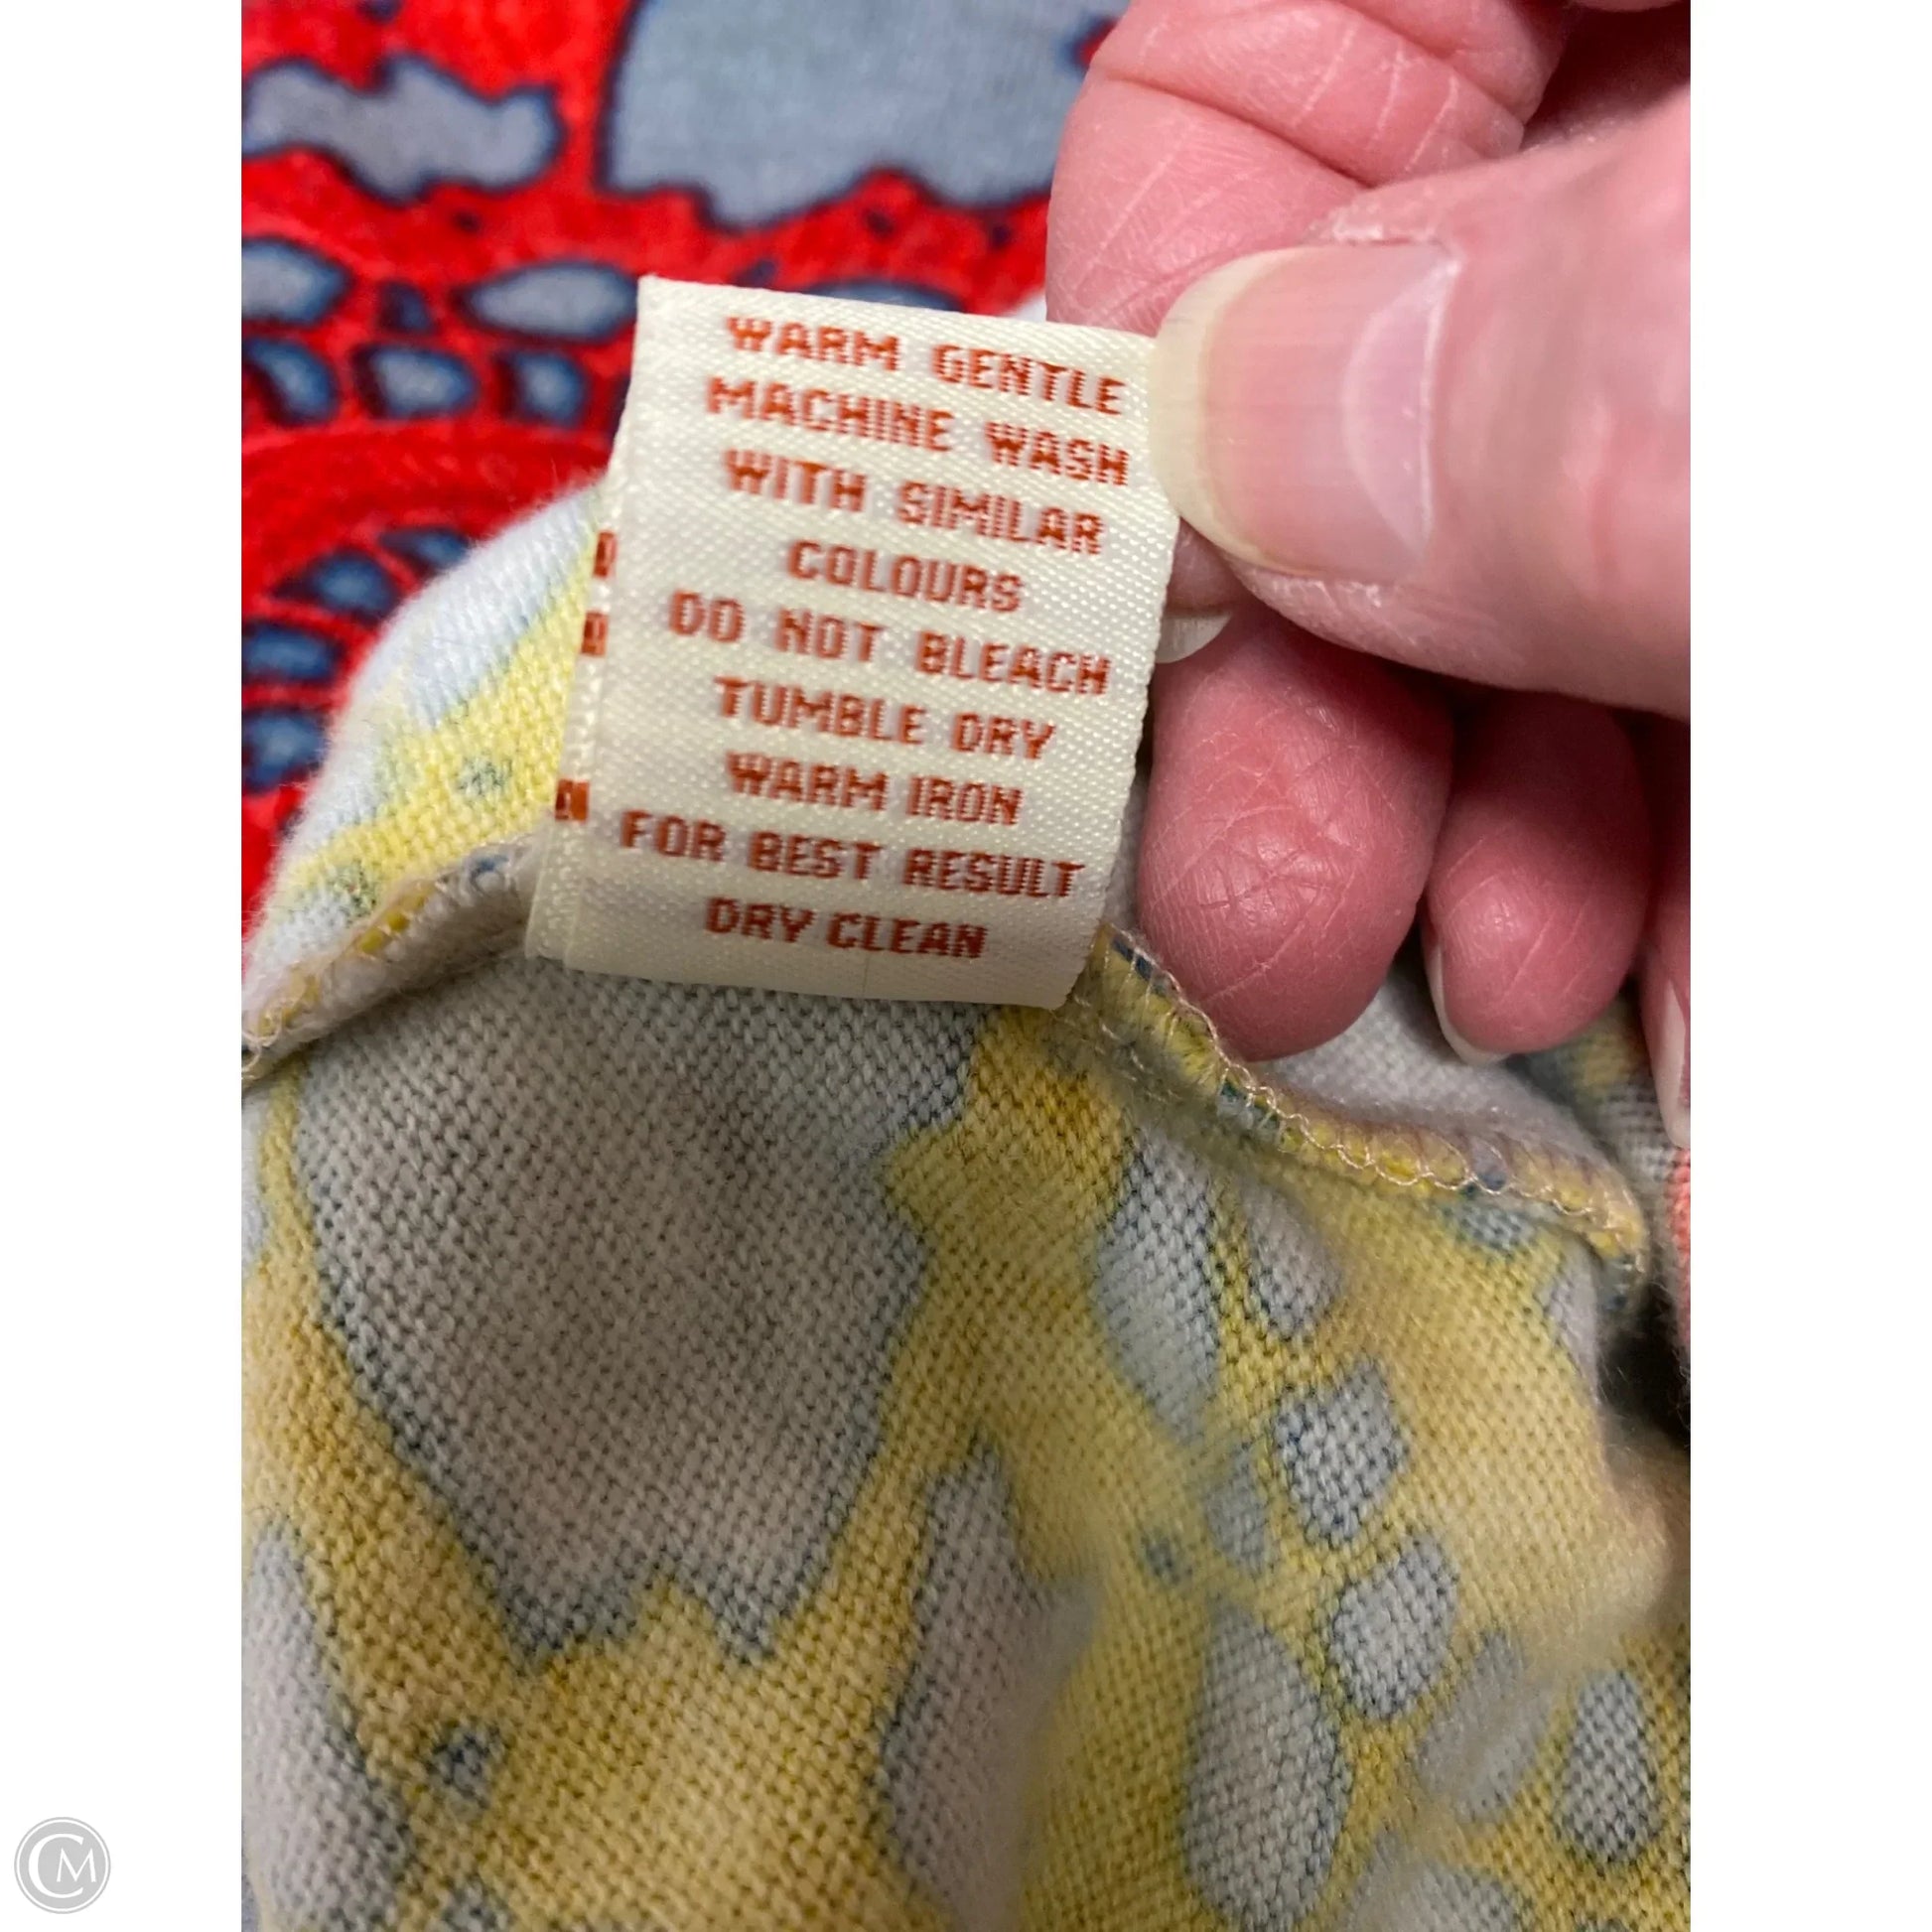 WARM GENTLE
MACHINE WASH
WITH SIMILAR
COLOURS
DO NOT BLEACH
TUMBLE DRY
WARM IRON
FOR BEST RESULT
DRY CLEAN
CM